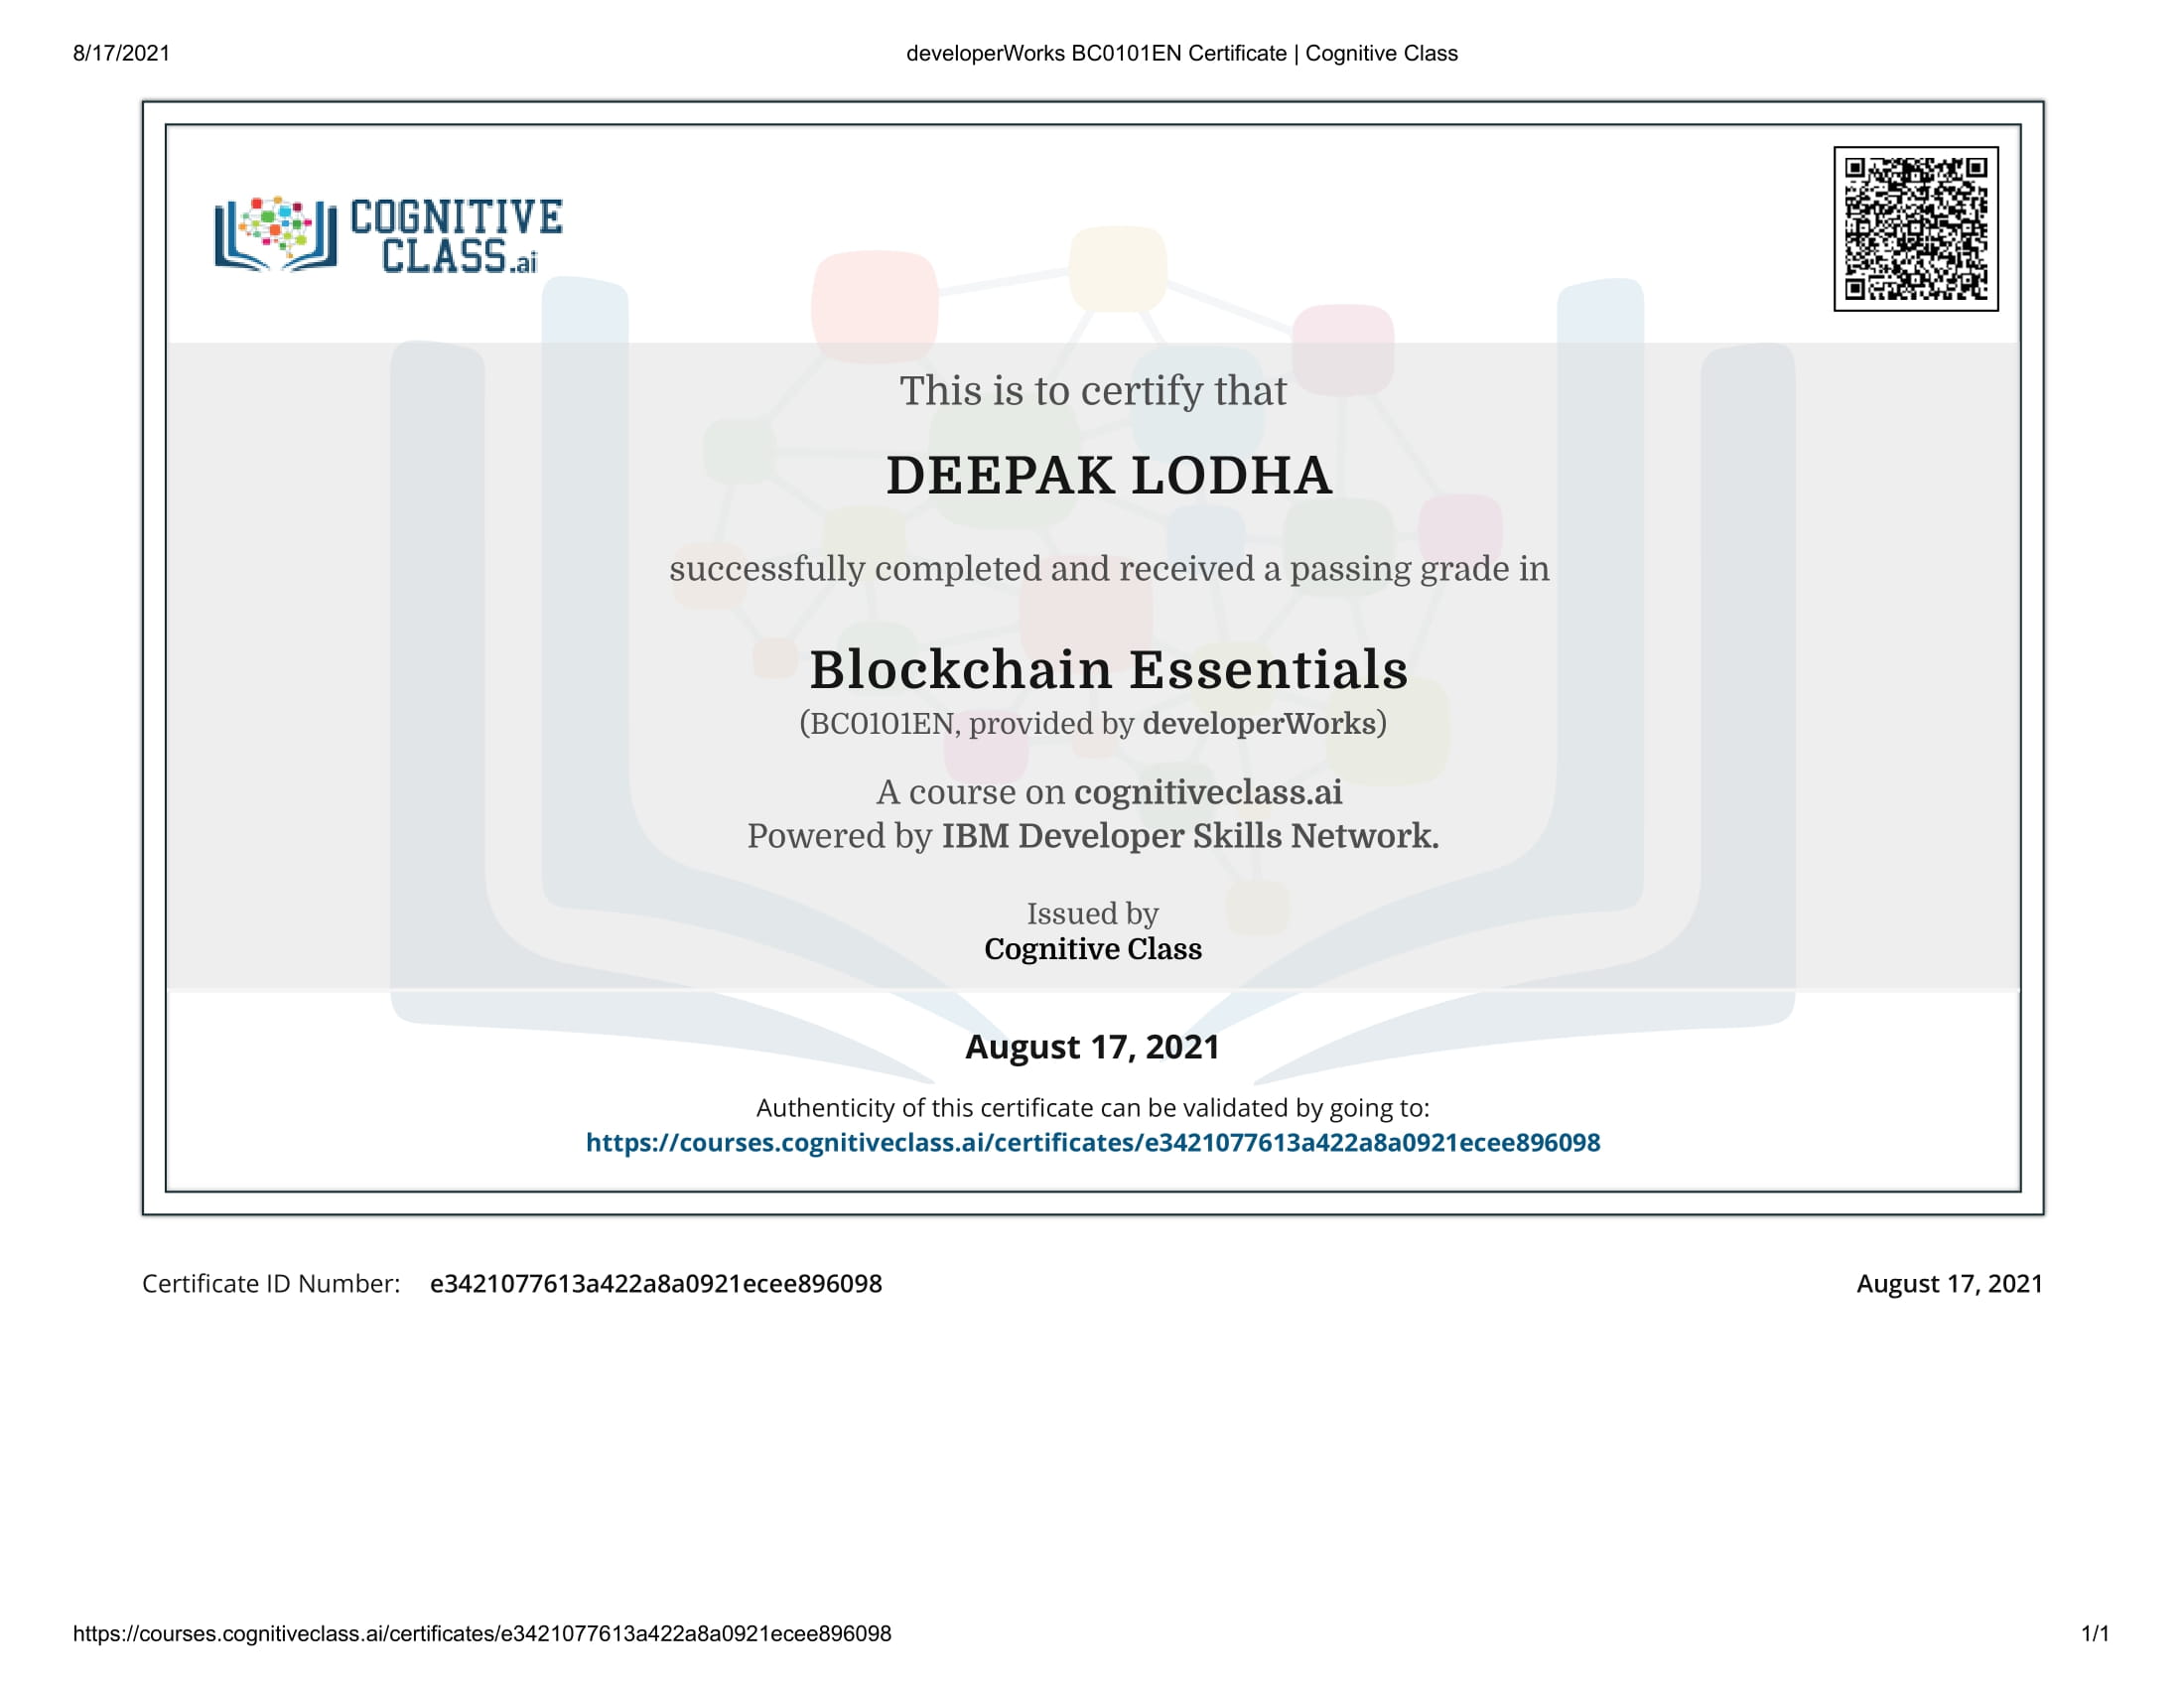 8/17/2021
developerWorks BC0101EN Certificate | Cognitive Class
COGNITIVE
CLASS.ai
This is to certify that
DEEPAK LODHA
successfully completed and received a passing grade in
Blockchain Essentials
(BC0101EN, provided by developerWorks)
A course on cognitiveclass.ai
Powered by IBM Developer Skills Network.
Issued by
Cognitive Class
August 17, 2021
Authenticity of this certificate can be validated by going to:
https://courses.cognitiveclass.ai/certificates/e3421077613a422a8a0921ecee896098
Certificate ID Number: e3421077613a422a8a0921ecee896098
August 17, 2021
https://courses.cognitiveclass.ai/certificates/e3421077613a422a8a0921ecee896098
1/1